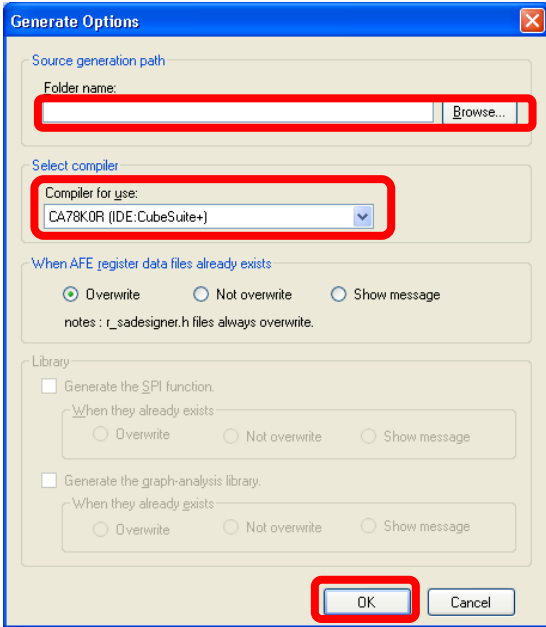 Generate Options
Source generation path
Folder name:
Browse...
Select compiler
Compiler for use:
CA78K0R (IDE:CubeSuite+)
When AFE register data files already exists
Overwrite Not overwrite Show message
notes : r_sadesigner.h files always overwrite.
Library
Generate the SPI function.
When they already exists
Overwrite Not overwrite Show message
Generate the graph-analysis library.
When they already exists
Overwrite Not overwrite Show message
OK Cancel